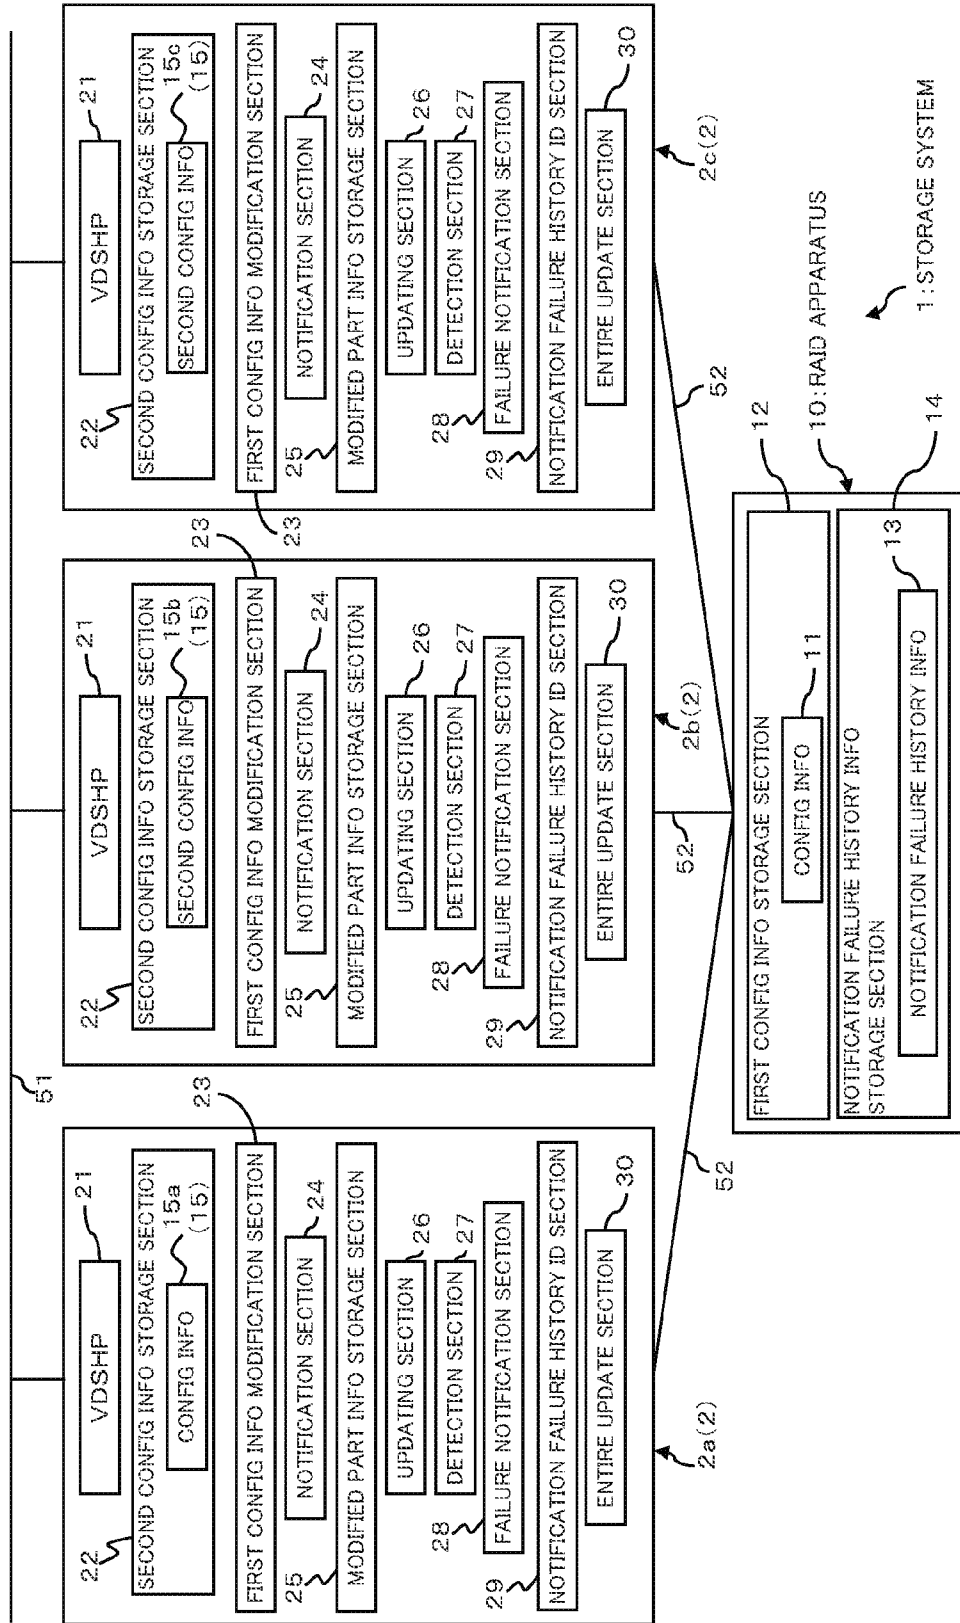 51
VDSHP
21
22
SECOND CONFIG INFO STORAGE SECTION
CONFIG INFO
15a
(15)
FIRST CONFIG INFO MODIFICATION SECTION
23
NOTIFICATION SECTION
24
25
MODIFIED PART INFO STORAGE SECTION
UPDATING SECTION
26
DETECTION SECTION
27
28
FAILURE NOTIFICATION SECTION
29
NOTIFICATION FAILURE HISTORY ID SECTION
ENTIRE UPDATE SECTION
30
2a(2)
VDSHP
21
22
SECOND CONFIG INFO STORAGE SECTION
SECOND CONFIG INFO
15b
(15)
FIRST CONFIG INFO MODIFICATION SECTION
23
NOTIFICATION SECTION
24
25
MODIFIED PART INFO STORAGE SECTION
UPDATING SECTION
26
DETECTION SECTION
27
28
FAILURE NOTIFICATION SECTION
29
NOTIFICATION FAILURE HISTORY ID SECTION
ENTIRE UPDATE SECTION
30
2b(2)
VDSHP
21
22
SECOND CONFIG INFO STORAGE SECTION
SECOND CONFIG INFO
15c
(15)
FIRST CONFIG INFO MODIFICATION SECTION
23
NOTIFICATION SECTION
24
25
MODIFIED PART INFO STORAGE SECTION
UPDATING SECTION
26
DETECTION SECTION
27
28
FAILURE NOTIFICATION SECTION
29
NOTIFICATION FAILURE HISTORY ID SECTION
ENTIRE UPDATE SECTION
30
2c(2)
52
52
52
FIRST CONFIG INFO STORAGE SECTION
12
CONFIG INFO
11
10:RAID APPARATUS
NOTIFICATION FAILURE HISTORY INFO
STORAGE SECTION
14
13
NOTIFICATION FAILURE HISTORY INFO
1:STORAGE SYSTEM